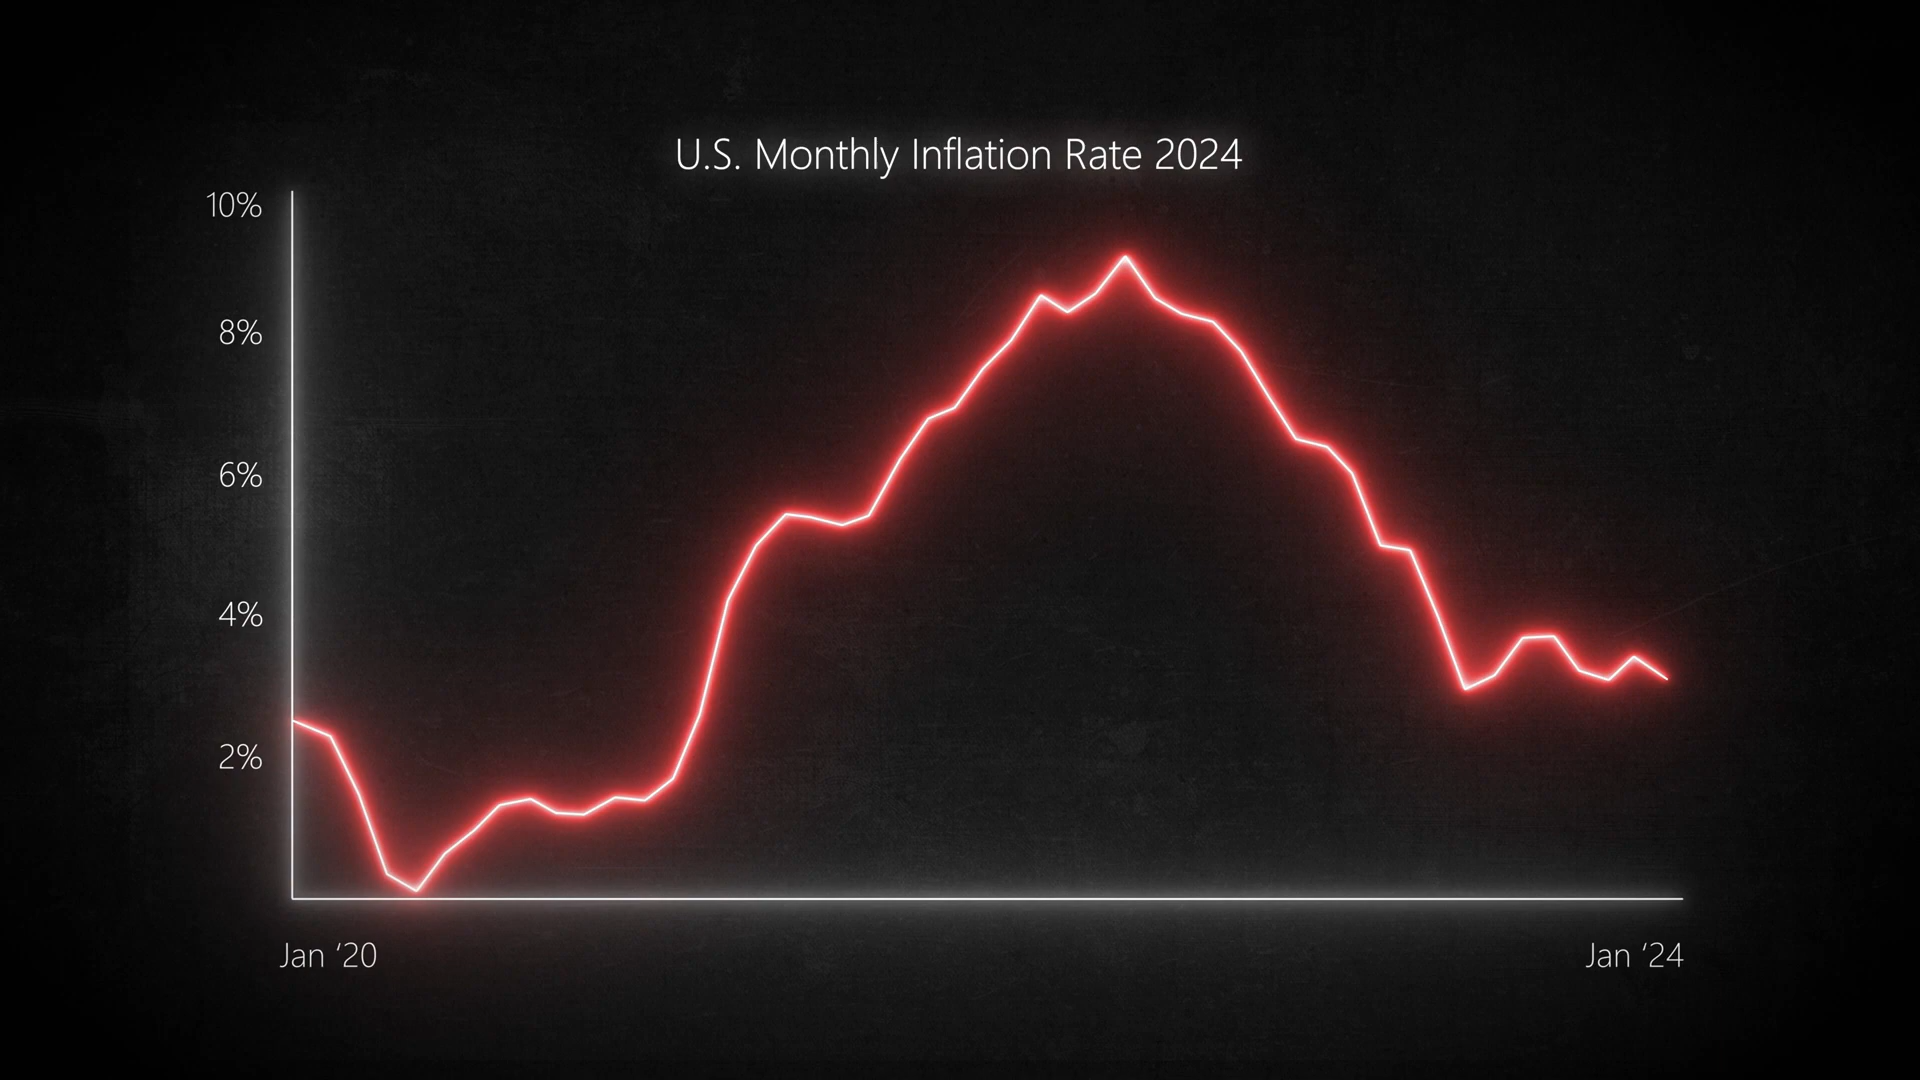 U.S. Monthly Inflation Rate 2024
10%
8%
6%
4%
2%
Jan ‘20
Jan ‘24